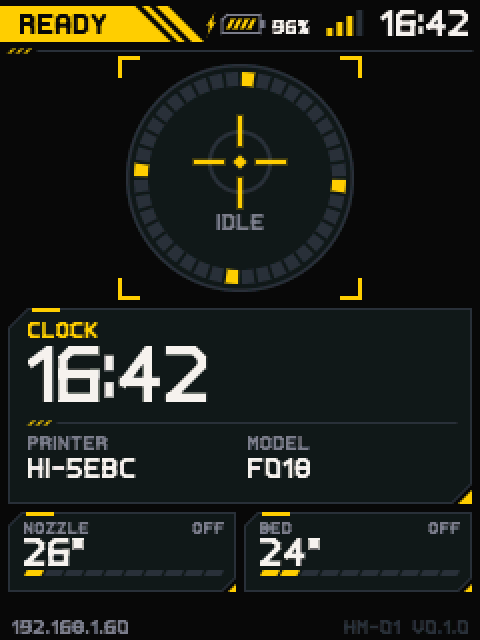 READY 96% 16:42
IDLE
CLOCK
16:42
PRINTER MODEL
HI-5EBC F018
NOZZLE OFF BED OFF
26° 24°
192.168.1.60 HM-01 V0.1.0